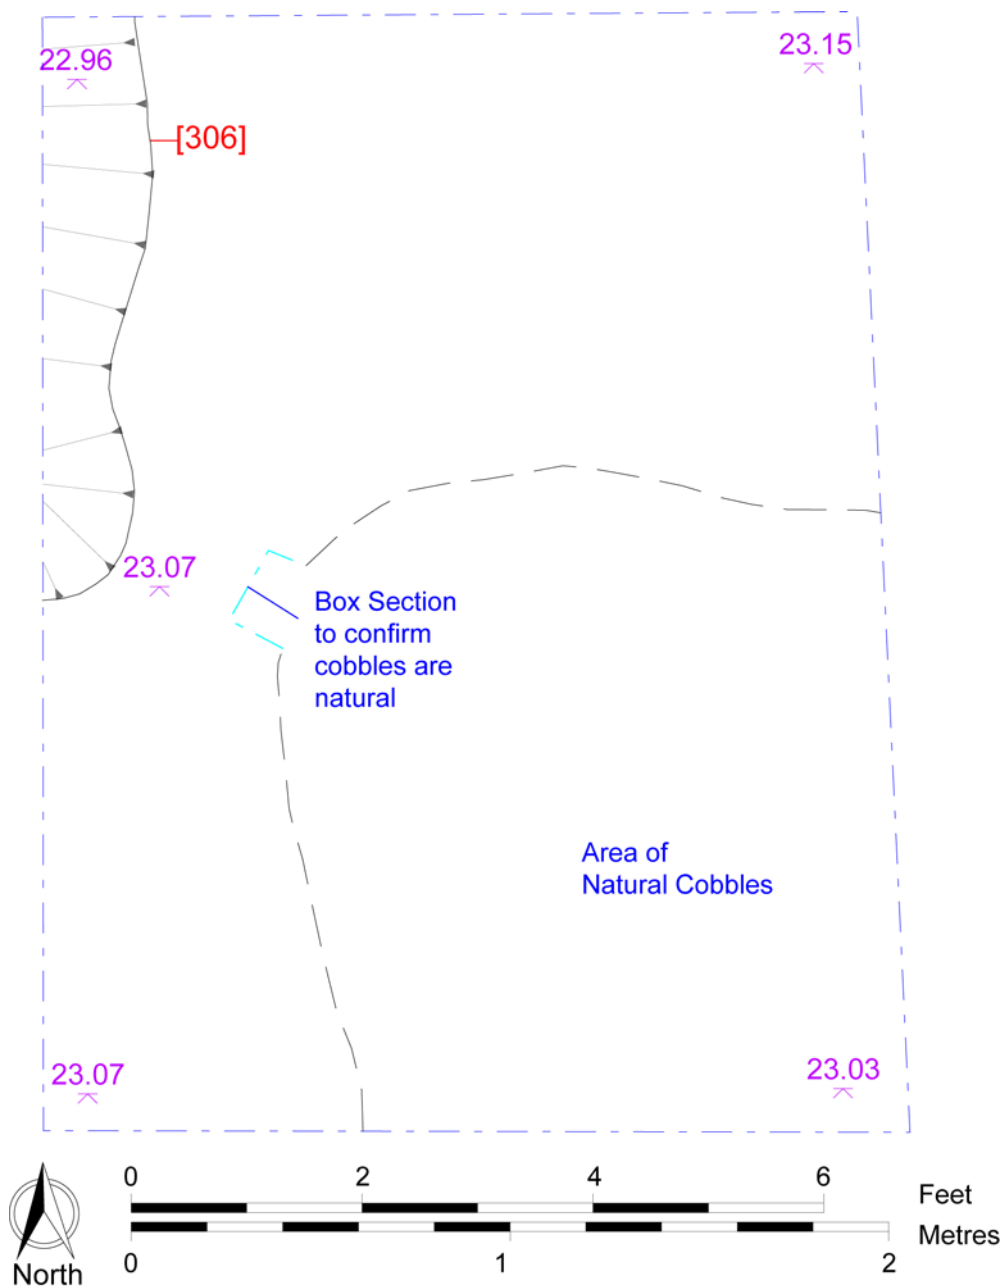 22.96
23.15
[306]
23.07
Box Section
to confirm
cobbles are
natural
Area of
Natural Cobbles
23.07
23.03
0 2 4 6
Feet
Metres
0 1 2
North